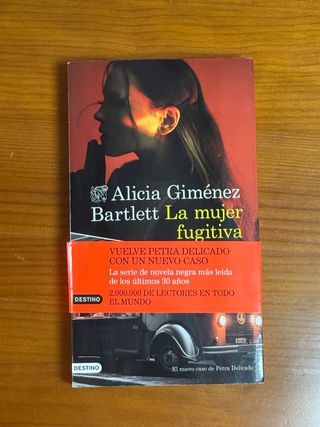 Alicia Giménez
Bartlett La mujer
fugitiva
VUELVE PETRA DELICADO
CON UN NUEVO CASO
La serie de novela negra más leída
de los últimos 30 años
DESTINO
2.000.000 DE LECTORES EN TODO
EL MUNDO
El nuevo caso de Petra Delicado
DESTINO